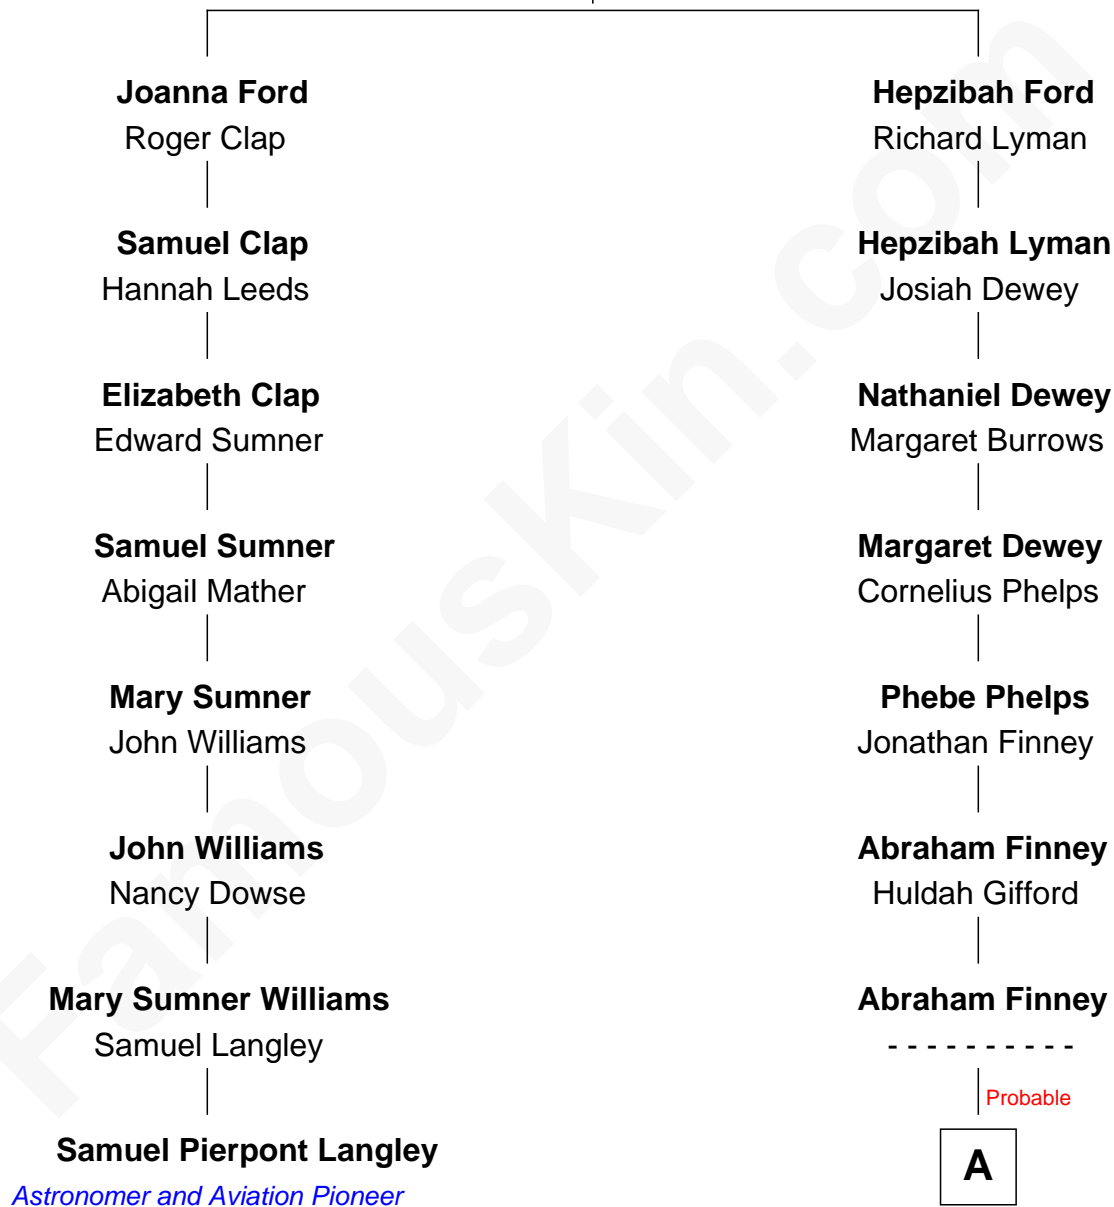 Joanna Ford
Roger Clap
Samuel Clap
Hannah Leeds
Elizabeth Clap
Edward Sumner
Samuel Sumner
Abigail Mather
Mary Sumner
John Williams
John Williams
Nancy Dowse
Mary Sumner Williams
Samuel Langley
Samuel Pierpont Langley
Astronomer and Aviation Pioneer
Hepzibah Ford
Richard Lyman
Hepzibah Lyman
Josiah Dewey
Nathaniel Dewey
Margaret Burrows
Margaret Dewey
Cornelius Phelps
Phebe Phelps
Jonathan Finney
Abraham Finney
Huldah Gifford
Abraham Finney
- - - - - - - - - -
Probable
A
FamousKin.com